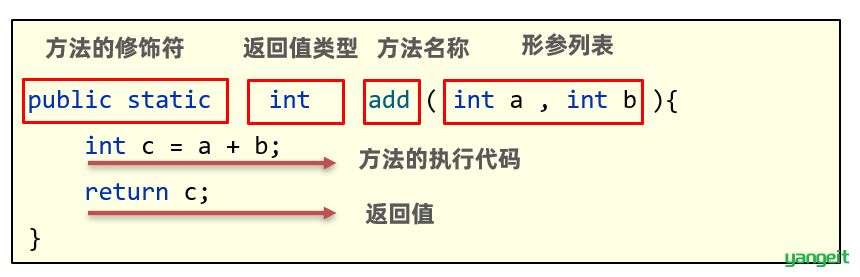 方法的修饰符 返回值类型 方法名称 形参列表
public static int add ( int a , int b ){
int c = a + b;
方法的执行代码
return c;
返回值
}
yangeit